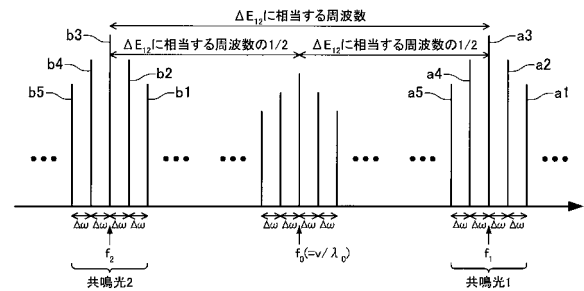 ΔE12に相当する周波数
b3
a3
ΔE12に相当する周波数の1/2
ΔE12に相当する周波数の1/2
b4
b2
a4
a2
b5
b1
a5
a1
••• ••• ••• ••• ••• •••
Δω Δω Δω Δω Δω Δω Δω Δω Δω Δω Δω Δω
f2
f0(=v/λ0)
f1
共鳴光2
共鳴光1